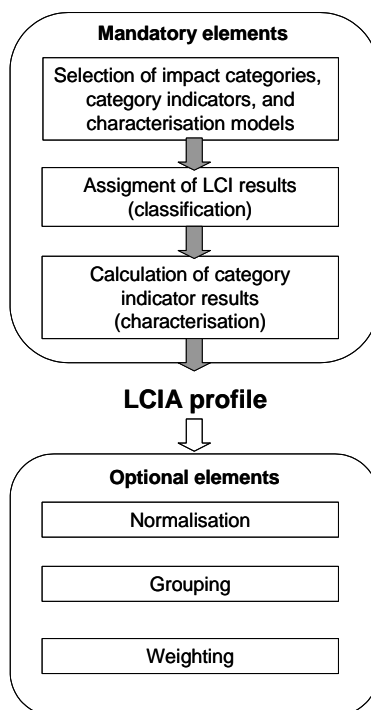 Mandatory elements
Selection of impact categories,
category indicators, and
characterisation models
Assigment of LCI results
(classification)
Calculation of category
indicator results
(characterisation)
LCIA profile
Optional elements
Normalisation
Grouping
Weighting